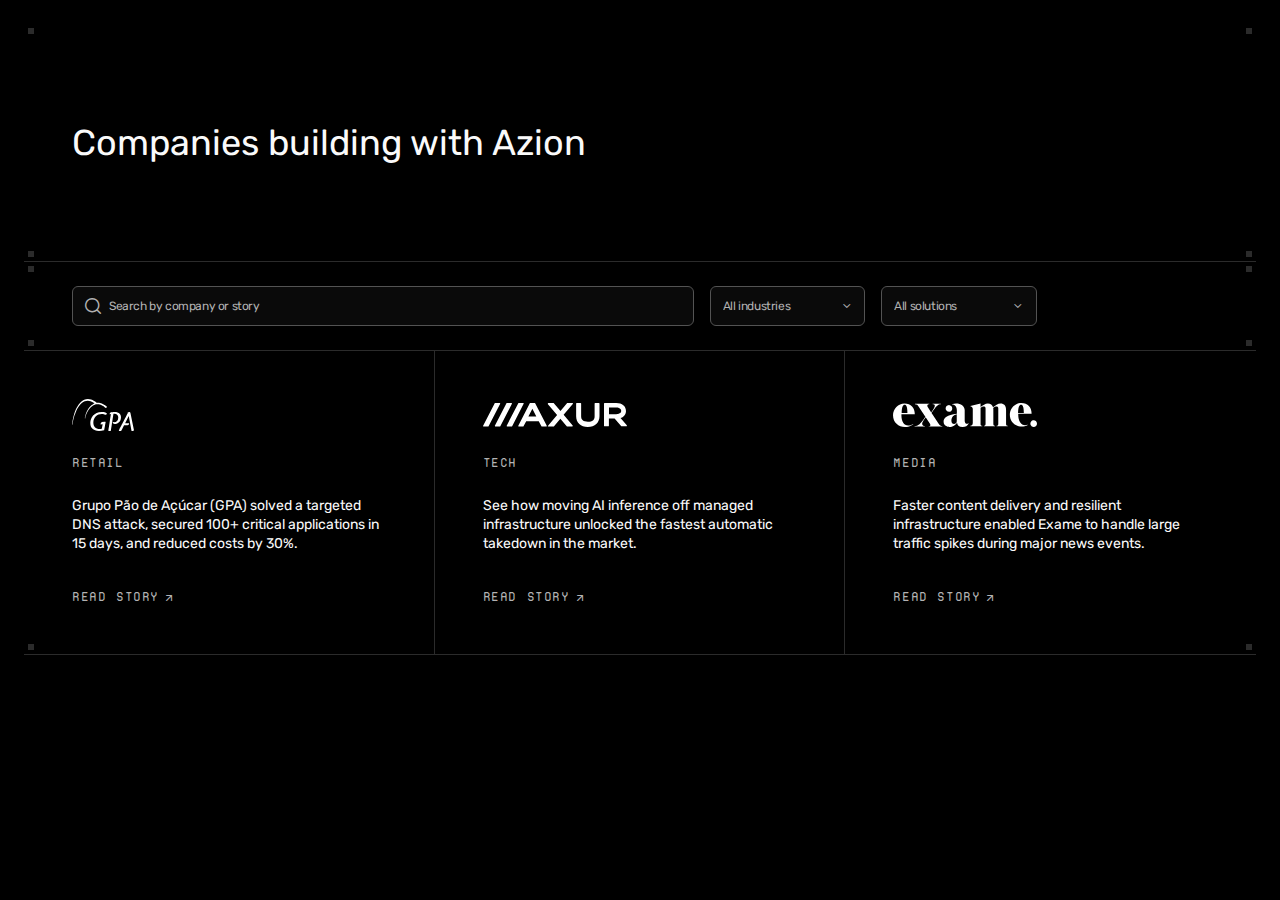 Companies building with Azion
Search by company or story
All industries
All solutions
GPA
RETAIL
Grupo Pão de Açúcar (GPA) solved a targeted
DNS attack, secured 100+ critical applications in
15 days, and reduced costs by 30%.
READ STORY
AXUR
TECH
See how moving AI inference off managed
infrastructure unlocked the fastest automatic
takedown in the market.
READ STORY
exame.
MEDIA
Faster content delivery and resilient
infrastructure enabled Exame to handle large
traffic spikes during major news events.
READ STORY